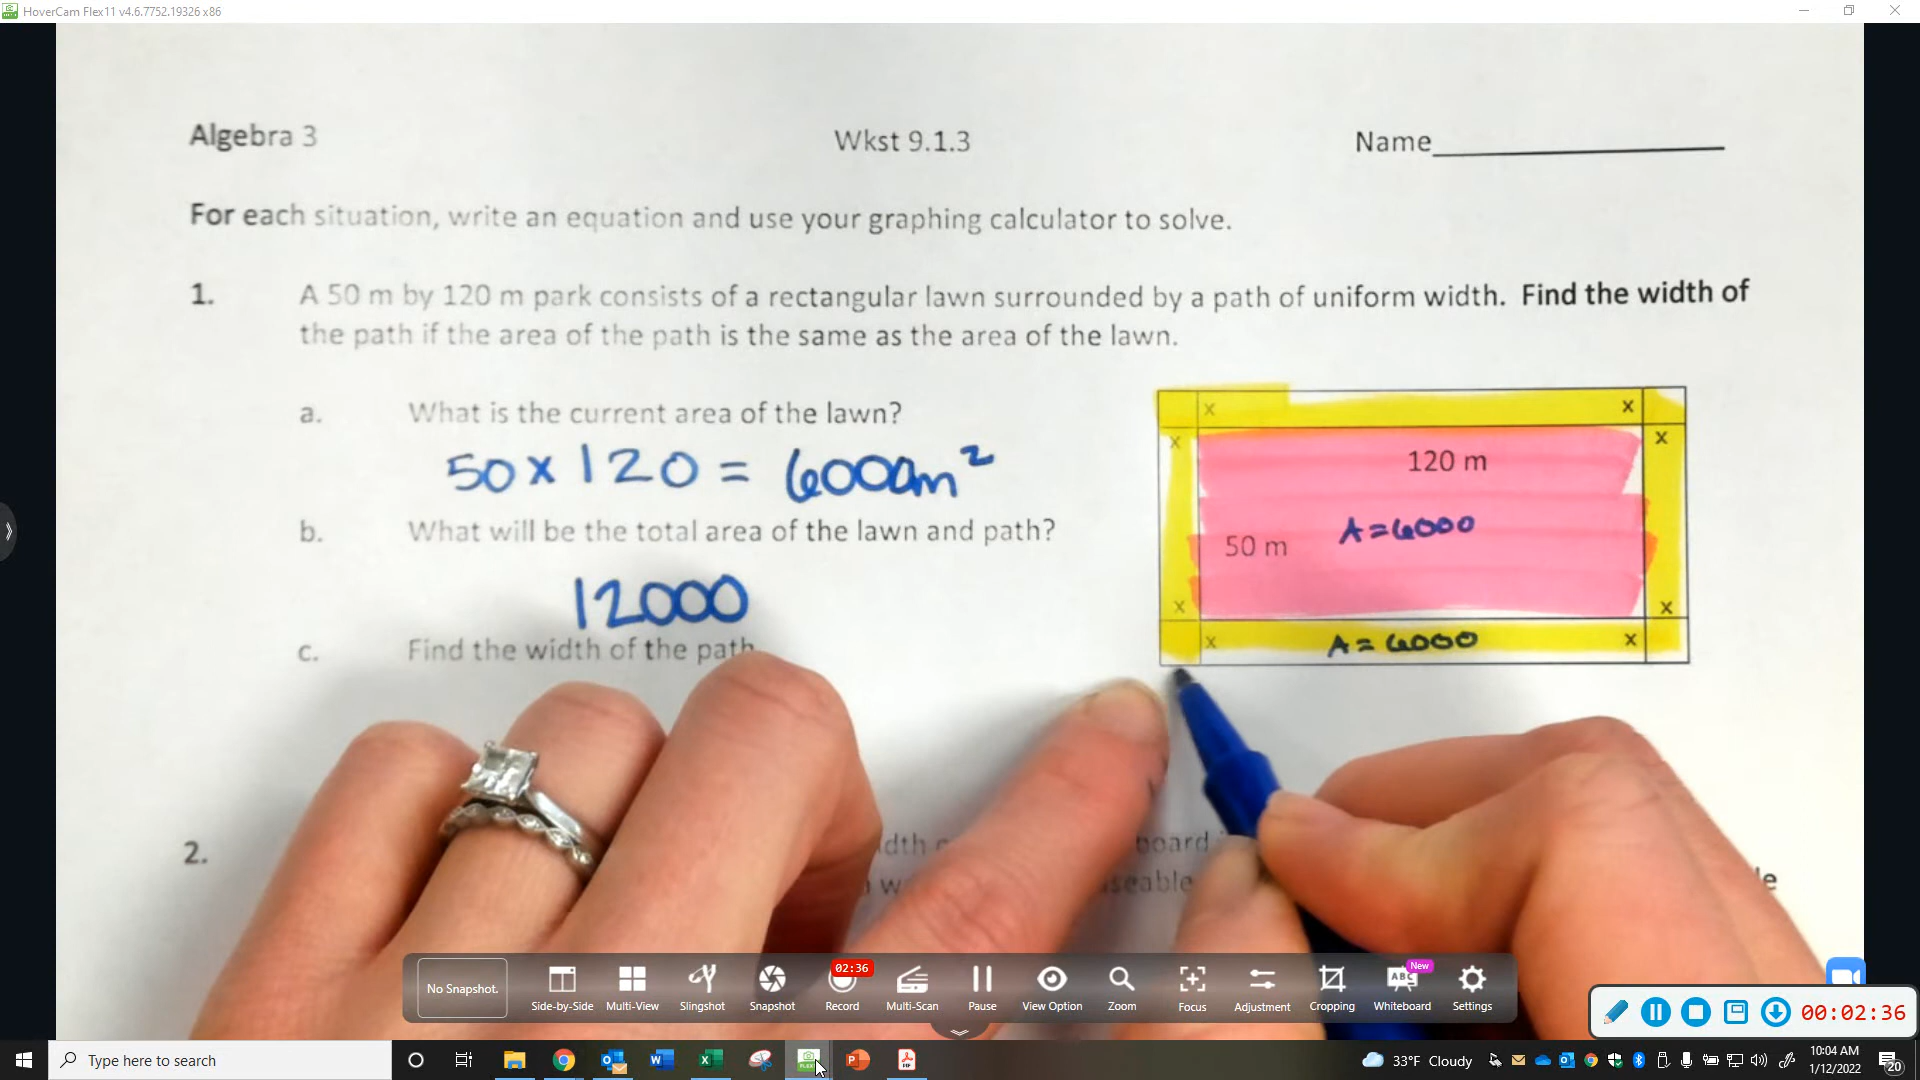 HoverCam Flex11 v4.6.7752.19326 x86
Algebra 3 Wkst 9.1.3 Name
For each situation, write an equation and use your graphing calculator to solve.
1. A 50 m by 120 m park consists of a rectangular lawn surrounded by a path of uniform width. Find the width of
the path if the area of the path is the same as the area of the lawn.
a. What is the current area of the lawn?
50 x 120 = 6000m²
b. What will be the total area of the lawn and path?
12000
c. Find the width of the path
x x
x x
120 m
A=6000
50 m
x x
x A=6000 x
2.
board
No Snapshot.
02:36
New
Side-by-Side Multi-View Slingshot Snapshot Record Multi-Scan Pause View Option Zoom Focus Adjustment Cropping Whiteboard Settings
00:02:36
Type here to search
33°F Cloudy
10:04 AM
1/12/2022
20